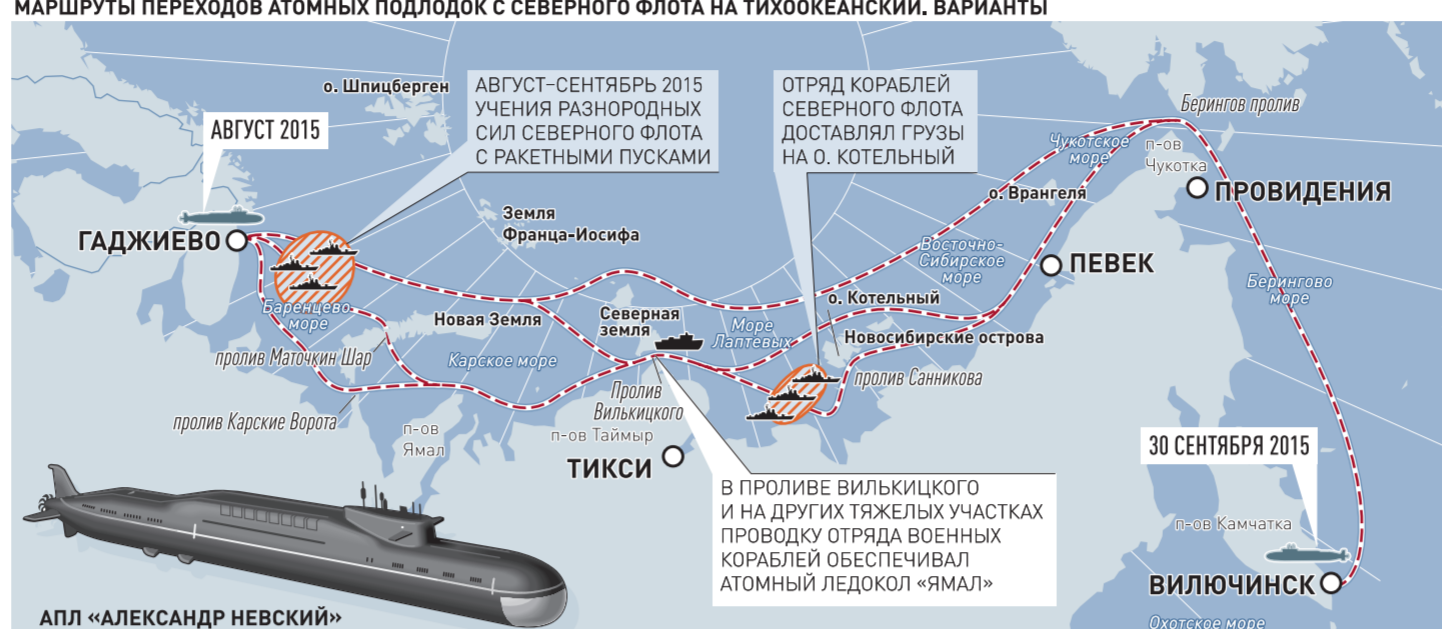 МАРШРУТЫ ПЕРЕХОДОВ АТОМНЫХ ПОДЛОДОК С СЕВЕРНОГО ФЛОТА НА ТИХООКЕАНСКИЙ. ВАРИАНТЫ
о. Шпицберген
АВГУСТ 2015
АВГУСТ–СЕНТЯБРЬ 2015
УЧЕНИЯ РАЗНОРОДНЫХ
СИЛ СЕВЕРНОГО ФЛОТА
С РАКЕТНЫМИ ПУСКАМИ
ОТРЯД КОРАБЛЕЙ
СЕВЕРНОГО ФЛОТА
ДОСТАВЛЯЛ ГРУЗЫ
НА О. КОТЕЛЬНЫЙ
Берингов пролив
Чукотское
море
п-ов
Чукотка
ПРОВИДЕНИЯ
о. Врангеля
ГАДЖИЕВО
Земля
Франца-Иосифа
Восточно-
Сибирское
море
ПЕВЕК
Берингово
море
Баренцево
море
Новая Земля
Северная
земля
о. Котельный
Море
Лаптевых
Новосибирские острова
пролив Маточкин Шар
Карское море
пролив Санникова
пролив Карские Ворота
п-ов
Ямал
Пролив
Вилькицкого
п-ов Таймыр
ТИКСИ
30 СЕНТЯБРЯ 2015
В ПРОЛИВЕ ВИЛЬКИЦКОГО
И НА ДРУГИХ ТЯЖЕЛЫХ УЧАСТКАХ
ПРОВОДКУ ОТРЯДА ВОЕННЫХ
КОРАБЛЕЙ ОБЕСПЕЧИВАЛ
АТОМНЫЙ ЛЕДОКОЛ «ЯМАЛ»
п-ов Камчатка
ВИЛЮЧИНСК
АПЛ «АЛЕКСАНДР НЕВСКИЙ»
Охотское море